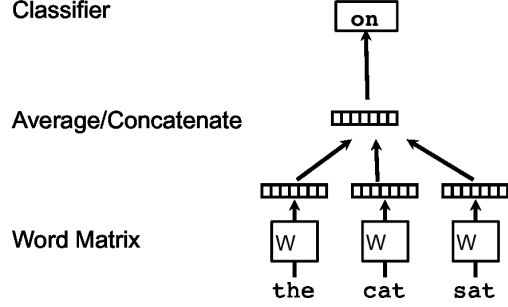 Classifier
on
Average/Concatenate
Word Matrix
W W W
the cat sat